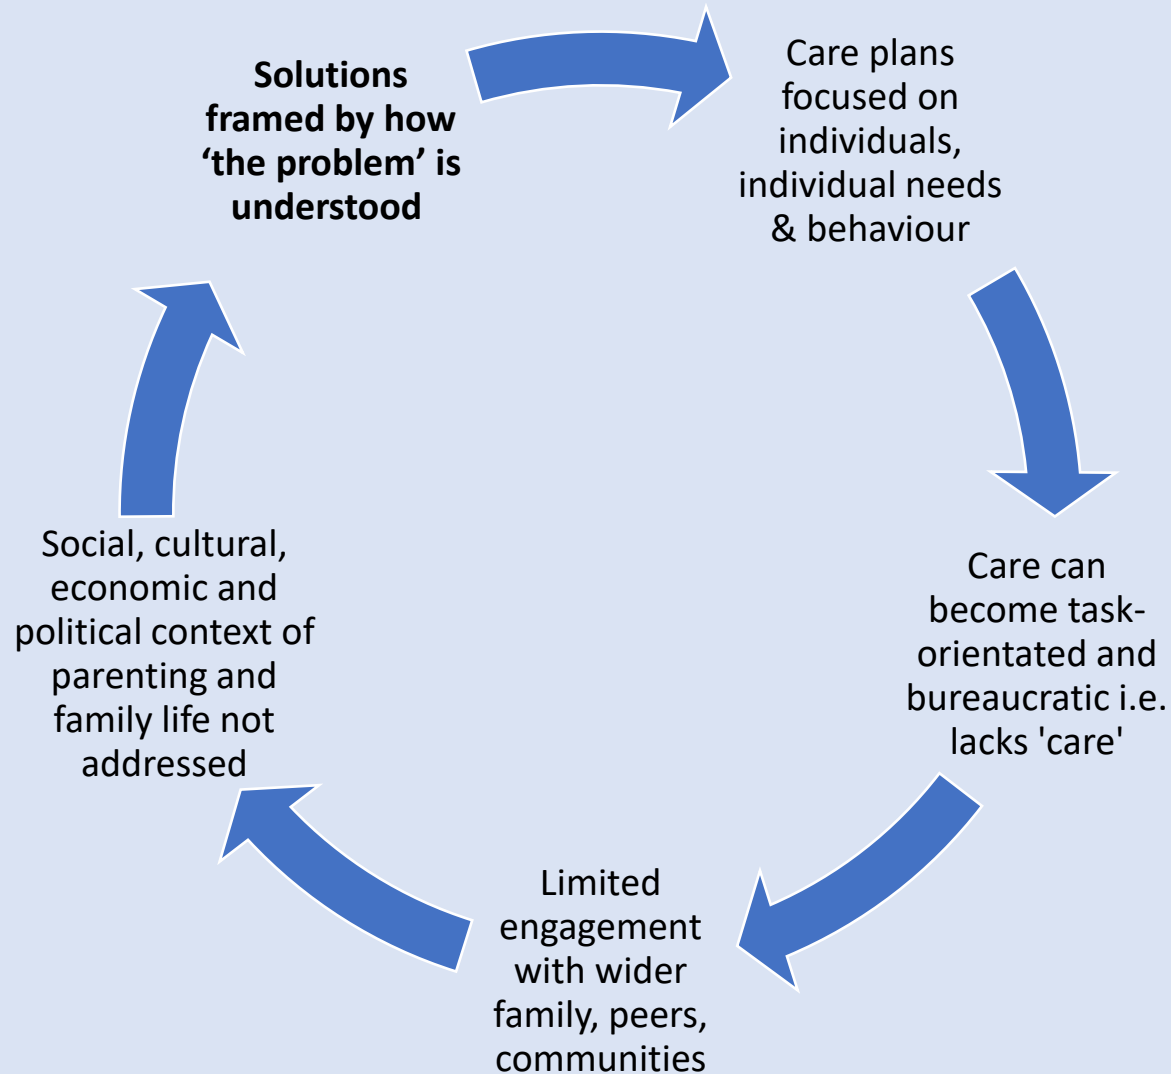 Solutions
framed by how
‘the problem’ is
understood
Care plans
focused on
individuals,
individual needs
& behaviour
Care can
become task-
orientated and
bureaucratic i.e.
lacks 'care'
Limited
engagement
with wider
family, peers,
communities
Social, cultural,
economic and
political context of
parenting and
family life not
addressed